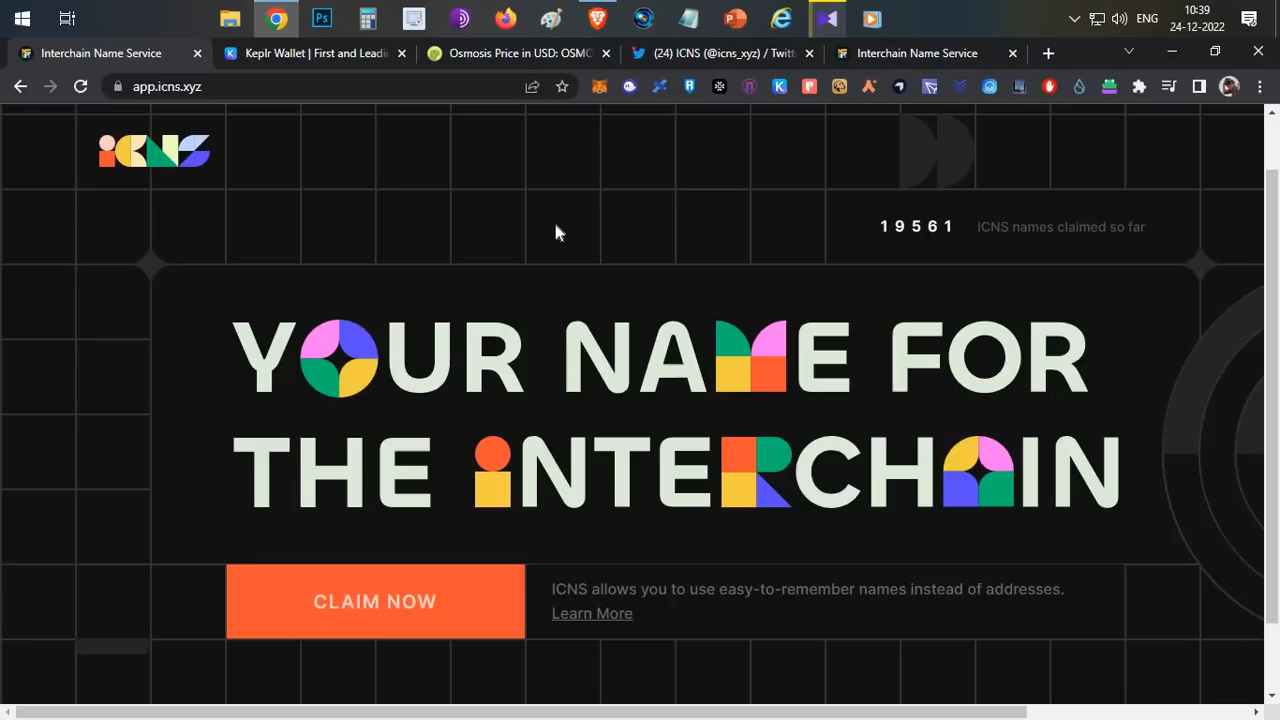 10:39
ENG
24-12-2022
Interchain Name Service
Keplr Wallet | First and Leadin
Osmosis Price in USD: OSMO
(24) ICNS (@icns_xyz) / Twitt
Interchain Name Service
app.icns.xyz
iCNS
19561 ICNS names claimed so far
YOUR NAME FOR
THE iNTERCHAIN
CLAIM NOW
ICNS allows you to use easy-to-remember names instead of addresses.
Learn More